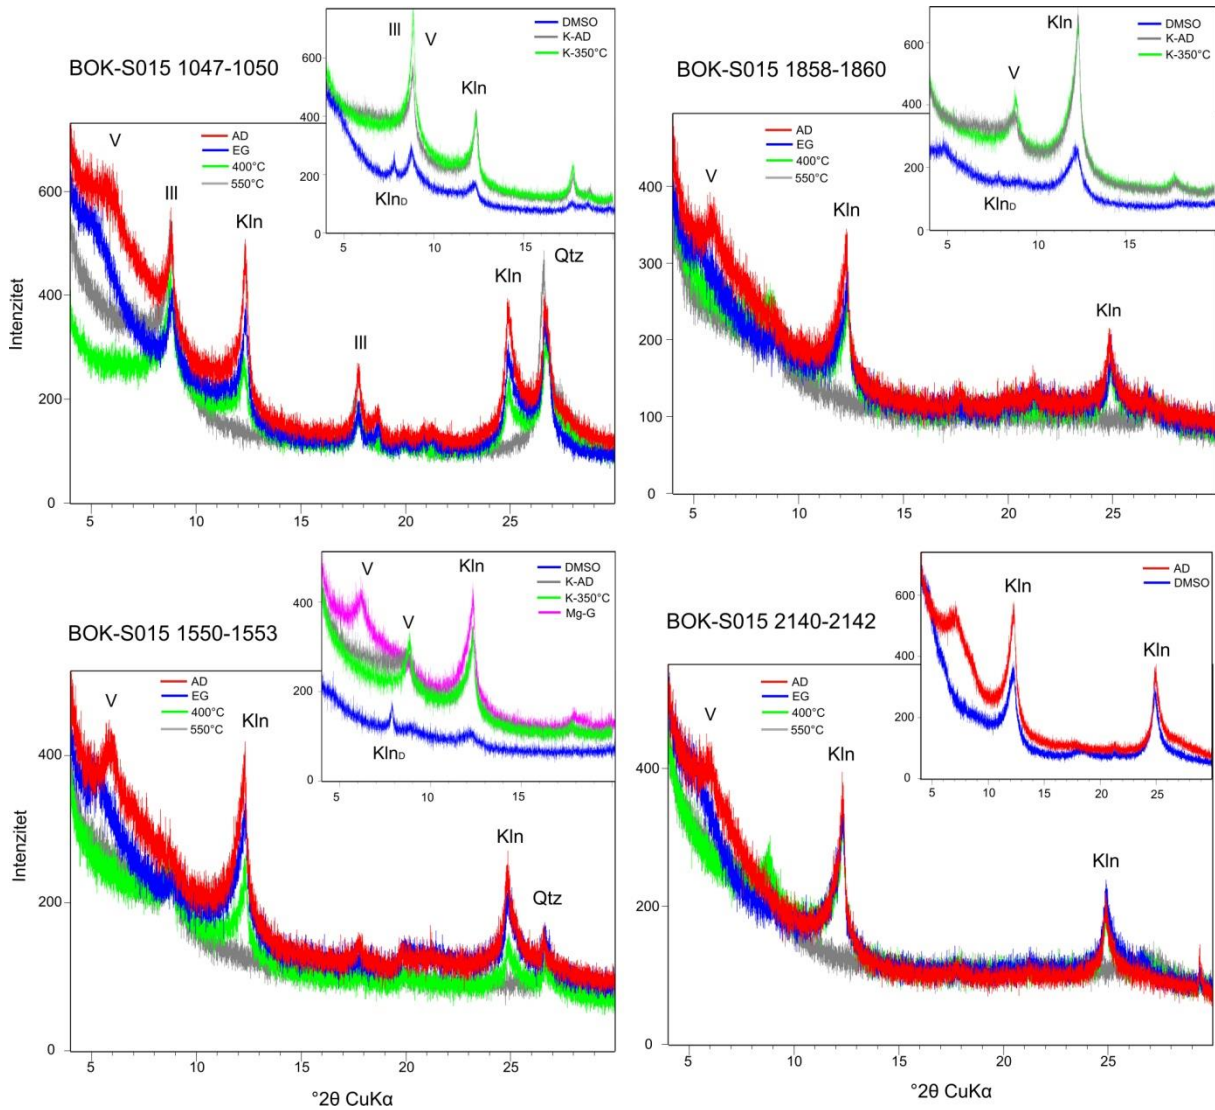 BOK-S015 1047-1050
Intenzitet
600
400
200
0
5
10
15
20
25
V
Ill
Kln
Ill
Kln
Qtz
AD
EG
400°C
550°C
600
400
200
0
5
10
15
Ill
V
Kln
KlnD
DMSO
K-AD
K-350°C
BOK-S015 1858-1860
400
300
200
100
0
5
10
15
20
25
V
Kln
Kln
AD
EG
400°C
550°C
600
400
200
0
5
10
15
V
Kln
KlnD
DMSO
K-AD
K-350°C
BOK-S015 1550-1553
Intenzitet
400
200
0
5
10
15
20
25
°2θ CuKα
V
Kln
Kln
Qtz
AD
EG
400°C
550°C
400
200
0
5
10
15
V
V
Kln
KlnD
DMSO
K-AD
K-350°C
Mg-G
BOK-S015 2140-2142
400
200
0
5
10
15
20
25
°2θ CuKα
V
Kln
Kln
AD
EG
400°C
550°C
600
400
200
0
5
10
15
20
25
Kln
Kln
AD
DMSO